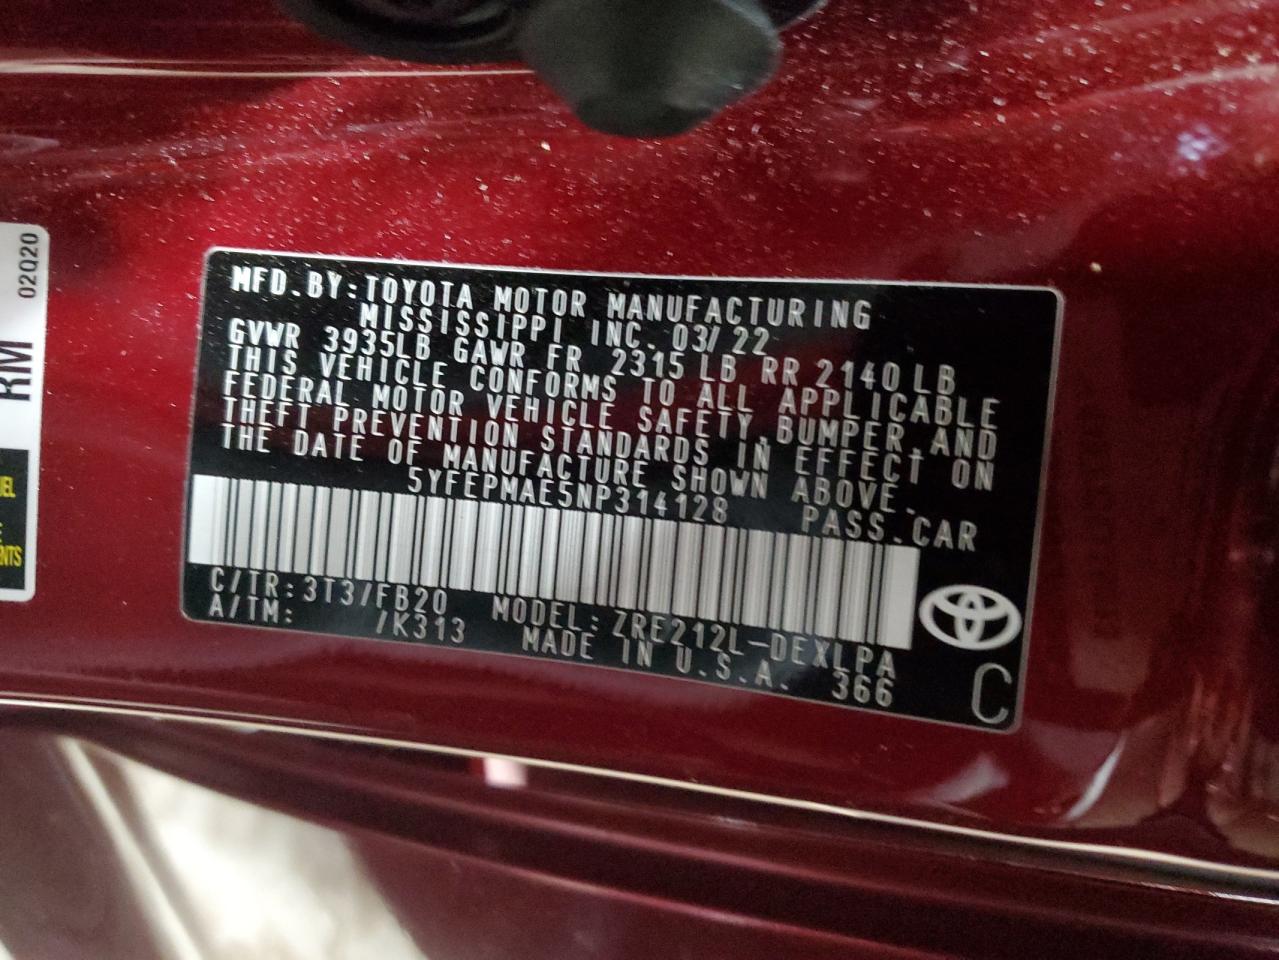 02Q20
RM
MFD.BY:TOYOTA MOTOR MANUFACTURING
MISSISSIPPI INC. 03/22
GVWR 3935LB GAWR FR 2315 LB RR 2140 LB
THIS VEHICLE CONFORMS TO ALL APPLICABLE
FEDERAL MOTOR VEHICLE SAFETY,BUMPER,AND
THEFT PREVENTION STANDARDS IN EFFECT ON
THE DATE OF MANUFACTURE SHOWN ABOVE.
5YFEPMAE5NP314128 PASS.CAR
C/TR:3T3/FB20 MODEL:ZRE212L-DEXLPA
A/TM: /K313 MADE IN U.S.A. 366
C